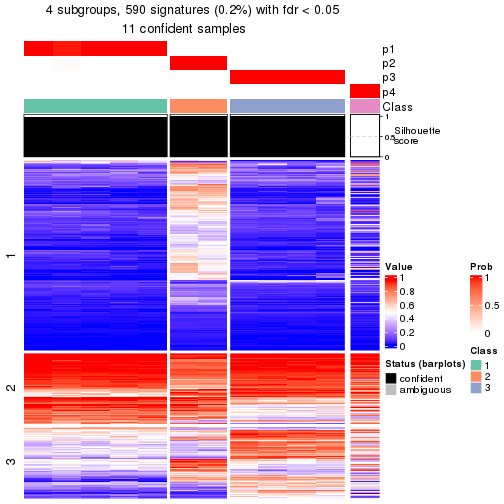 4 subgroups, 590 signatures (0.2%) with fdr < 0.05
11 confident samples
p1
p2
p3
p4
Class
1
0.5
0
Silhouette
score
1
2
3
Value
1
0.8
0.6
0.4
0.2
0
Prob
1
0.5
0
Status (barplots)
confident
ambiguous
Class
1
2
3